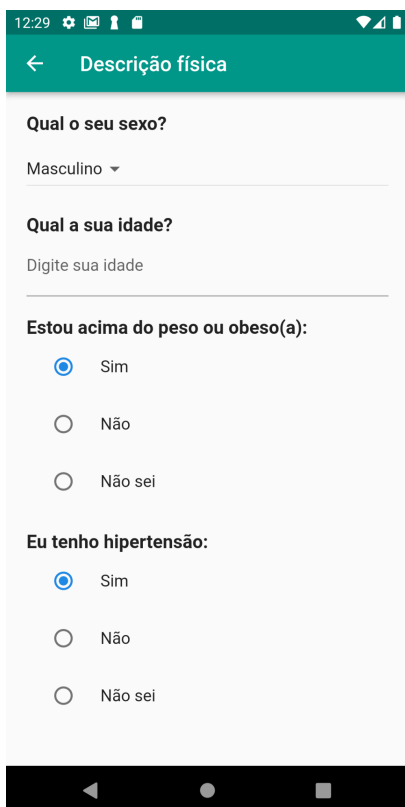 12:29
Descrição física
Qual o seu sexo?
Masculino
Qual a sua idade?
Digite sua idade
Estou acima do peso ou obeso(a):
Sim
Não
Não sei
Eu tenho hipertensão:
Sim
Não
Não sei